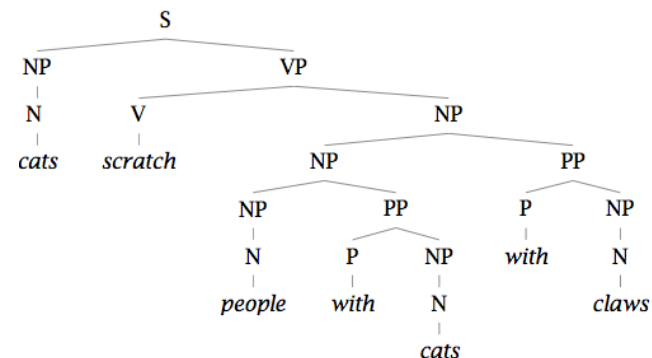 S
NP VP
N V NP
cats scratch NP PP
NP PP P NP
N P NP with N
people with N claws
cats